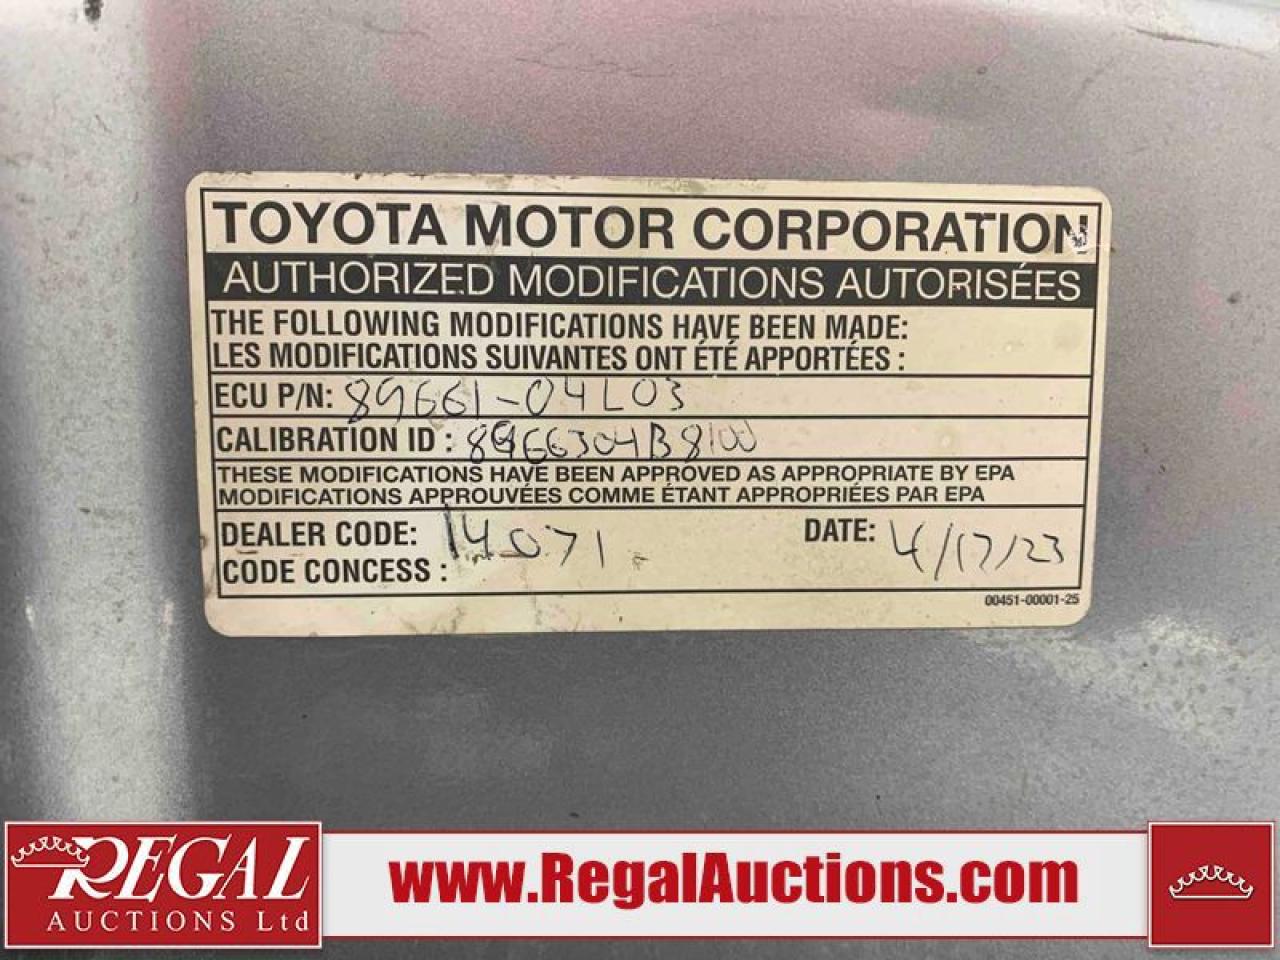 TOYOTA MOTOR CORPORATION
AUTHORIZED MODIFICATIONS AUTORISÉES
THE FOLLOWING MODIFICATIONS HAVE BEEN MADE:
LES MODIFICATIONS SUIVANTES ONT ÉTÉ APPORTÉES :
ECU P/N: 89661-04L03
CALIBRATION ID : 8966304B8100
THESE MODIFICATIONS HAVE BEEN APPROVED AS APPROPRIATE BY EPA
MODIFICATIONS APPROUVÉES COMME ÉTANT APPROPRIÉES PAR EPA
DEALER CODE: 14071 DATE: 4/17/23
CODE CONCESS :
00451-00001-25
REGAL
AUCTIONS Ltd
www.RegalAuctions.com